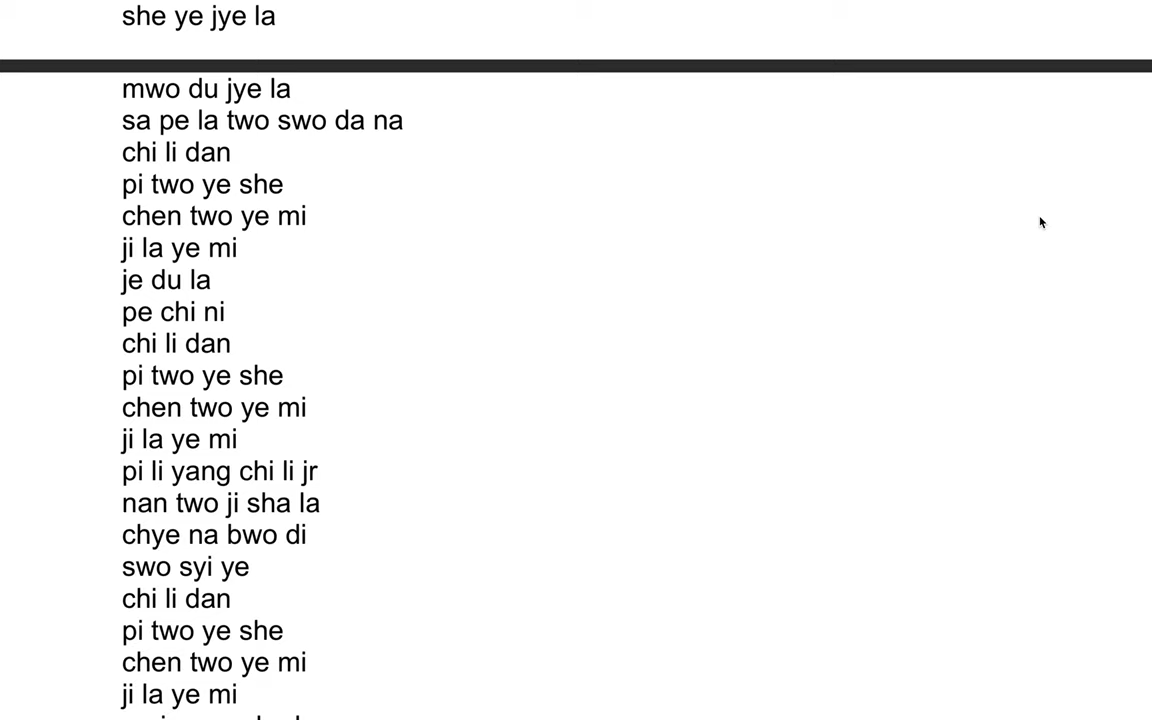 she ye jye la
mwo du jye la
sa pe la two swo da na
chi li dan
pi two ye she
chen two ye mi
ji la ye mi
je du la
pe chi ni
chi li dan
pi two ye she
chen two ye mi
ji la ye mi
pi li yang chi li jr
nan two ji sha la
chye na bwo di
swo syi ye
chi li dan
pi two ye she
chen two ye mi
ji la ye mi